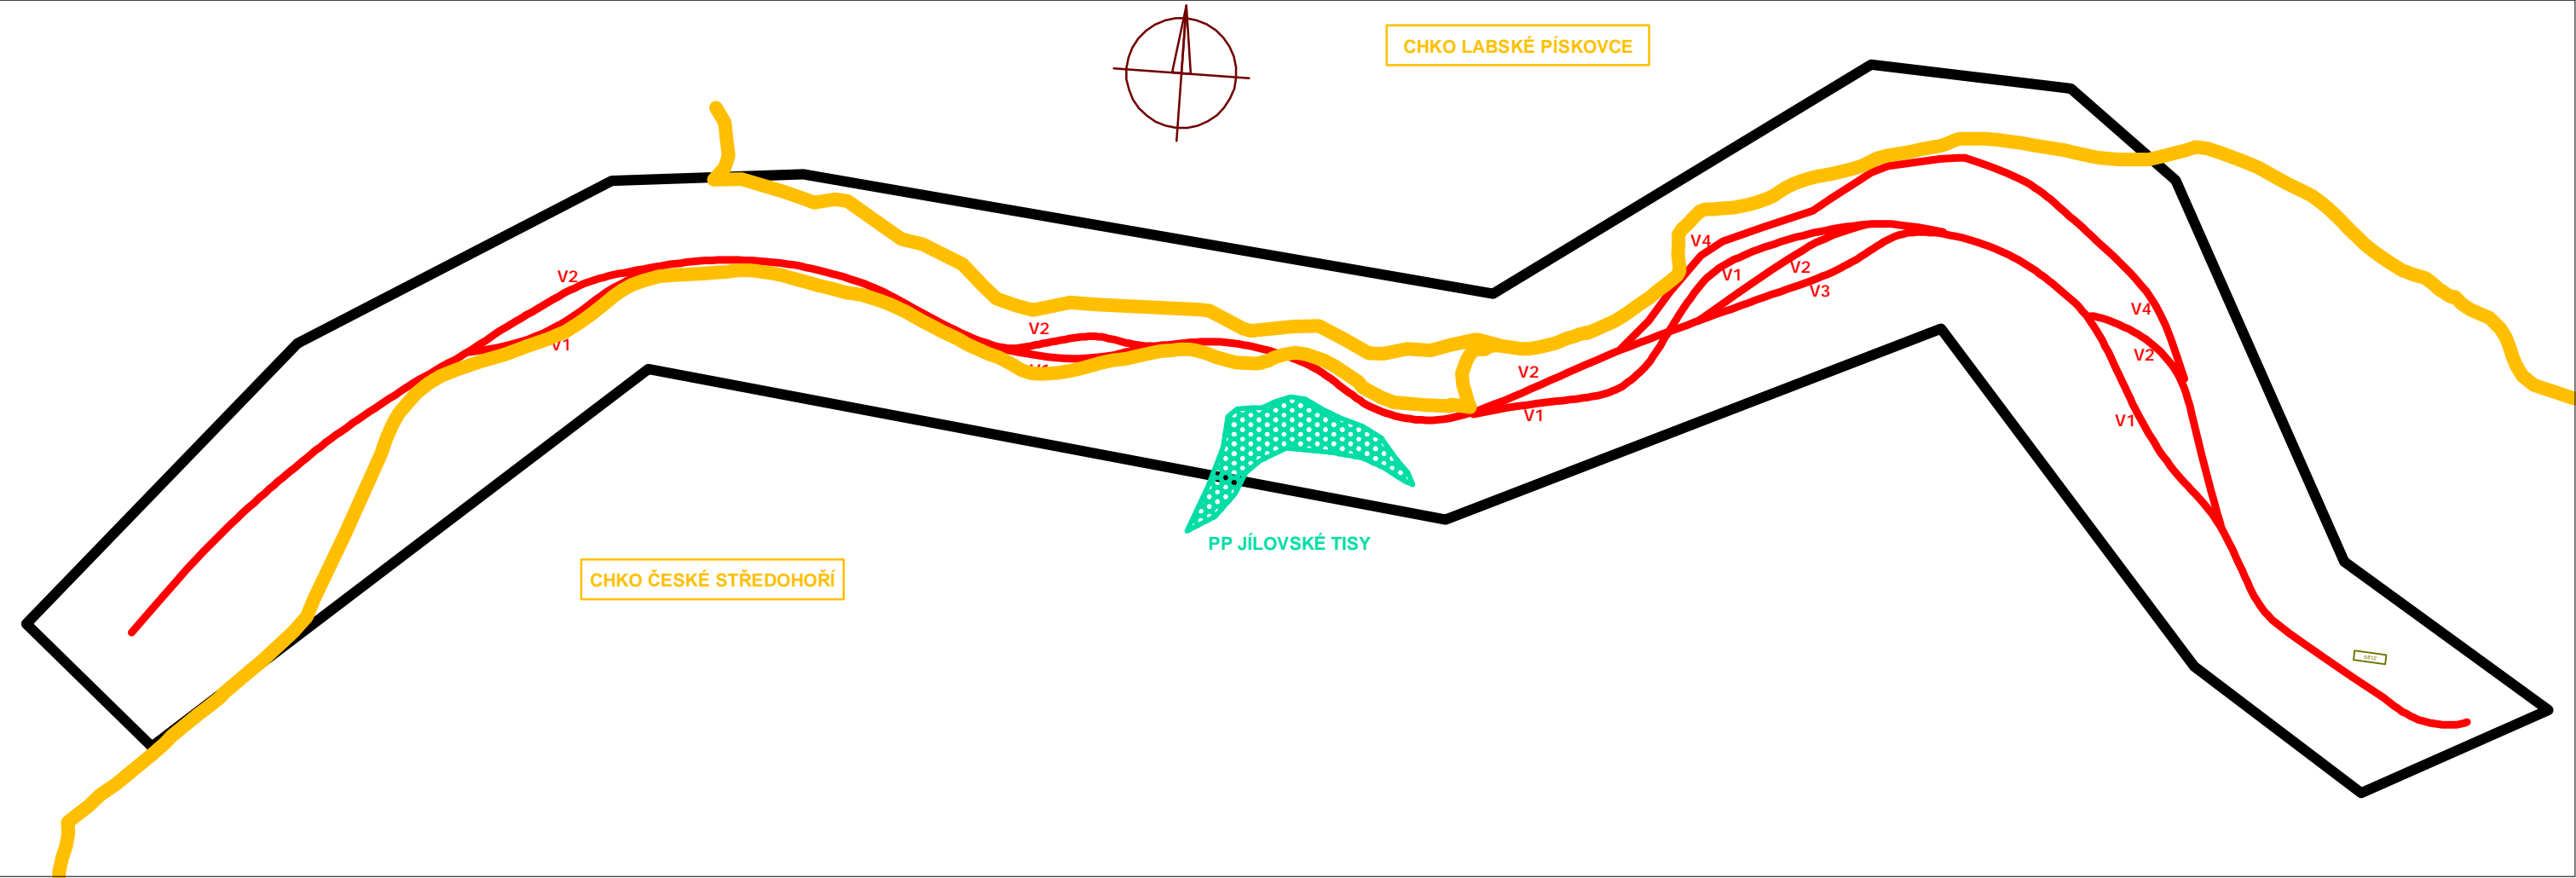 CHKO LABSKÉ PÍSKOVCE
V4
V2
V1
V2
V3
V4
V2
V1
V2
V2
V1
V1
V1
PP JÍLOVSKÉ TISY
CHKO ČESKÉ STŘEDOHOŘÍ